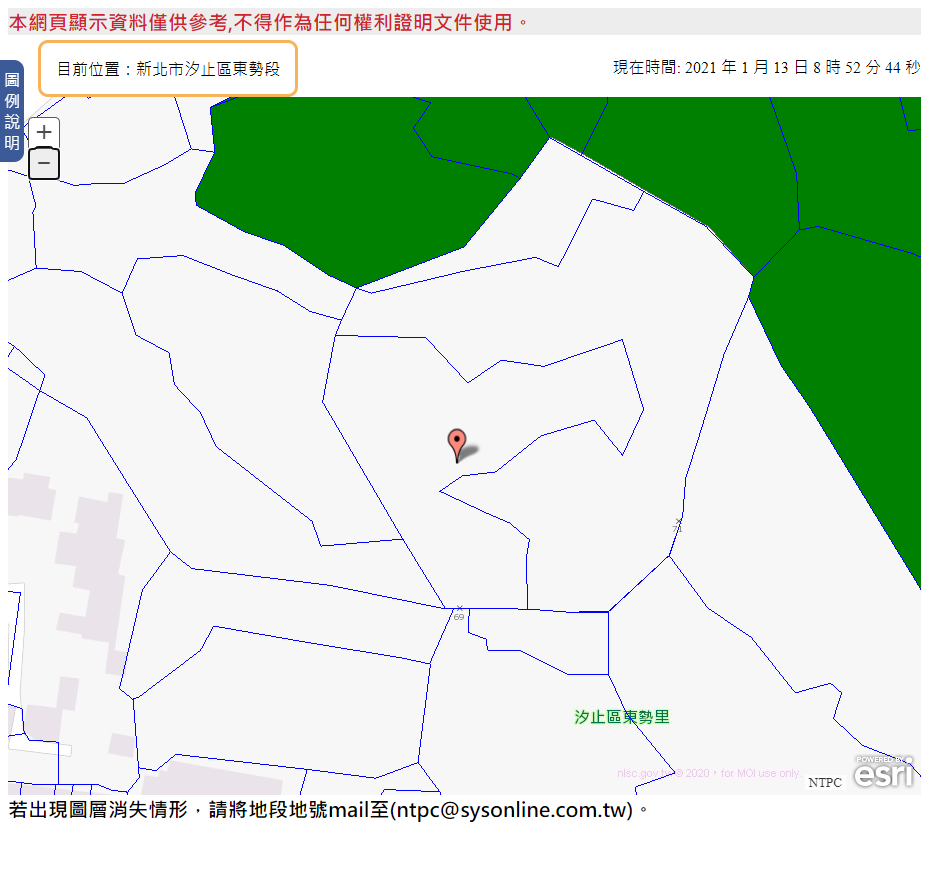 本網頁顯示資料僅供參考,不得作為任何權利證明文件使用。
目前位置：新北市汐止區東勢段
現在時間: 2021 年 1 月 13 日 8 時 52 分 44 秒
圖例說明
+
−
71
69
汐止區東勢里
nlsc.gov.tw © 2020，for MOI use only.
NTPC
POWERED BY
esri
若出現圖層消失情形，請將地段地號mail至(ntpc@sysonline.com.tw)。